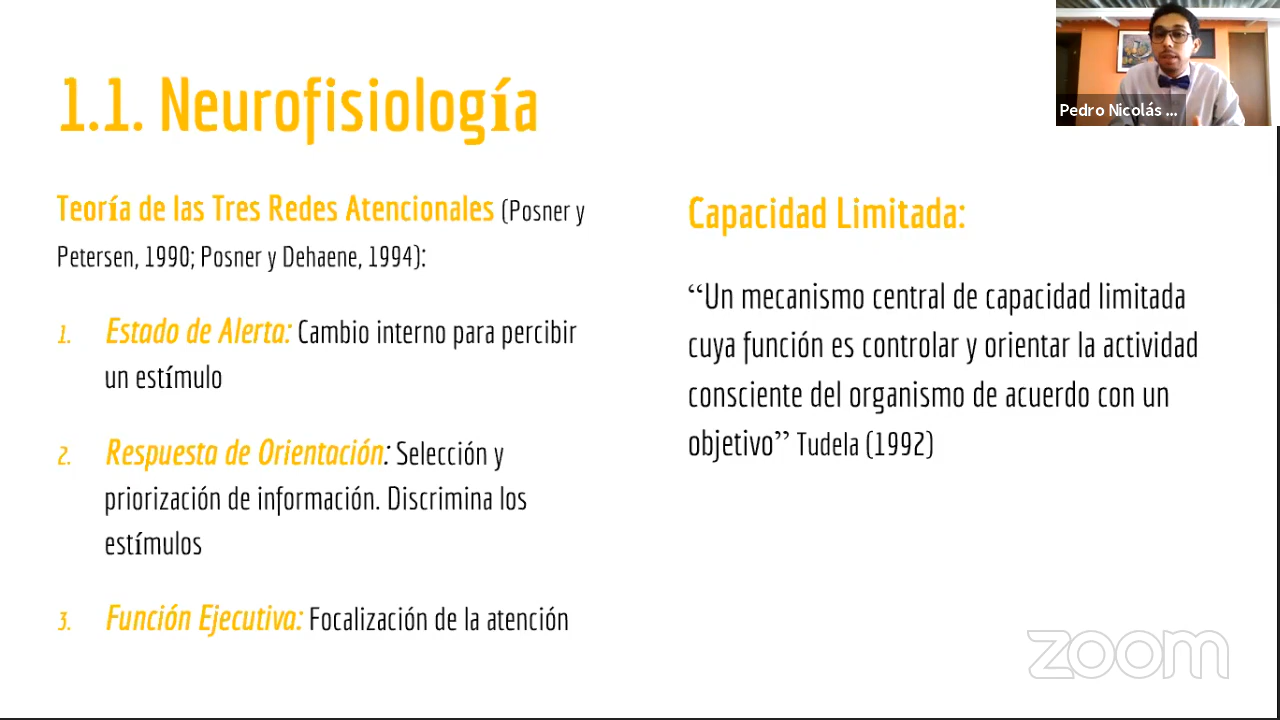 1.1. Neurofisiología
Pedro Nicolás ...
Teoría de las Tres Redes Atencionales (Posner y
Petersen, 1990; Posner y Dehaene, 1994):
1. Estado de Alerta: Cambio interno para percibir
un estímulo
2. Respuesta de Orientación: Selección y
priorización de información. Discrimina los
estímulos
3. Función Ejecutiva: Focalización de la atención
Capacidad Limitada:
“Un mecanismo central de capacidad limitada
cuya función es controlar y orientar la actividad
consciente del organismo de acuerdo con un
objetivo” Tudela (1992)
zoom